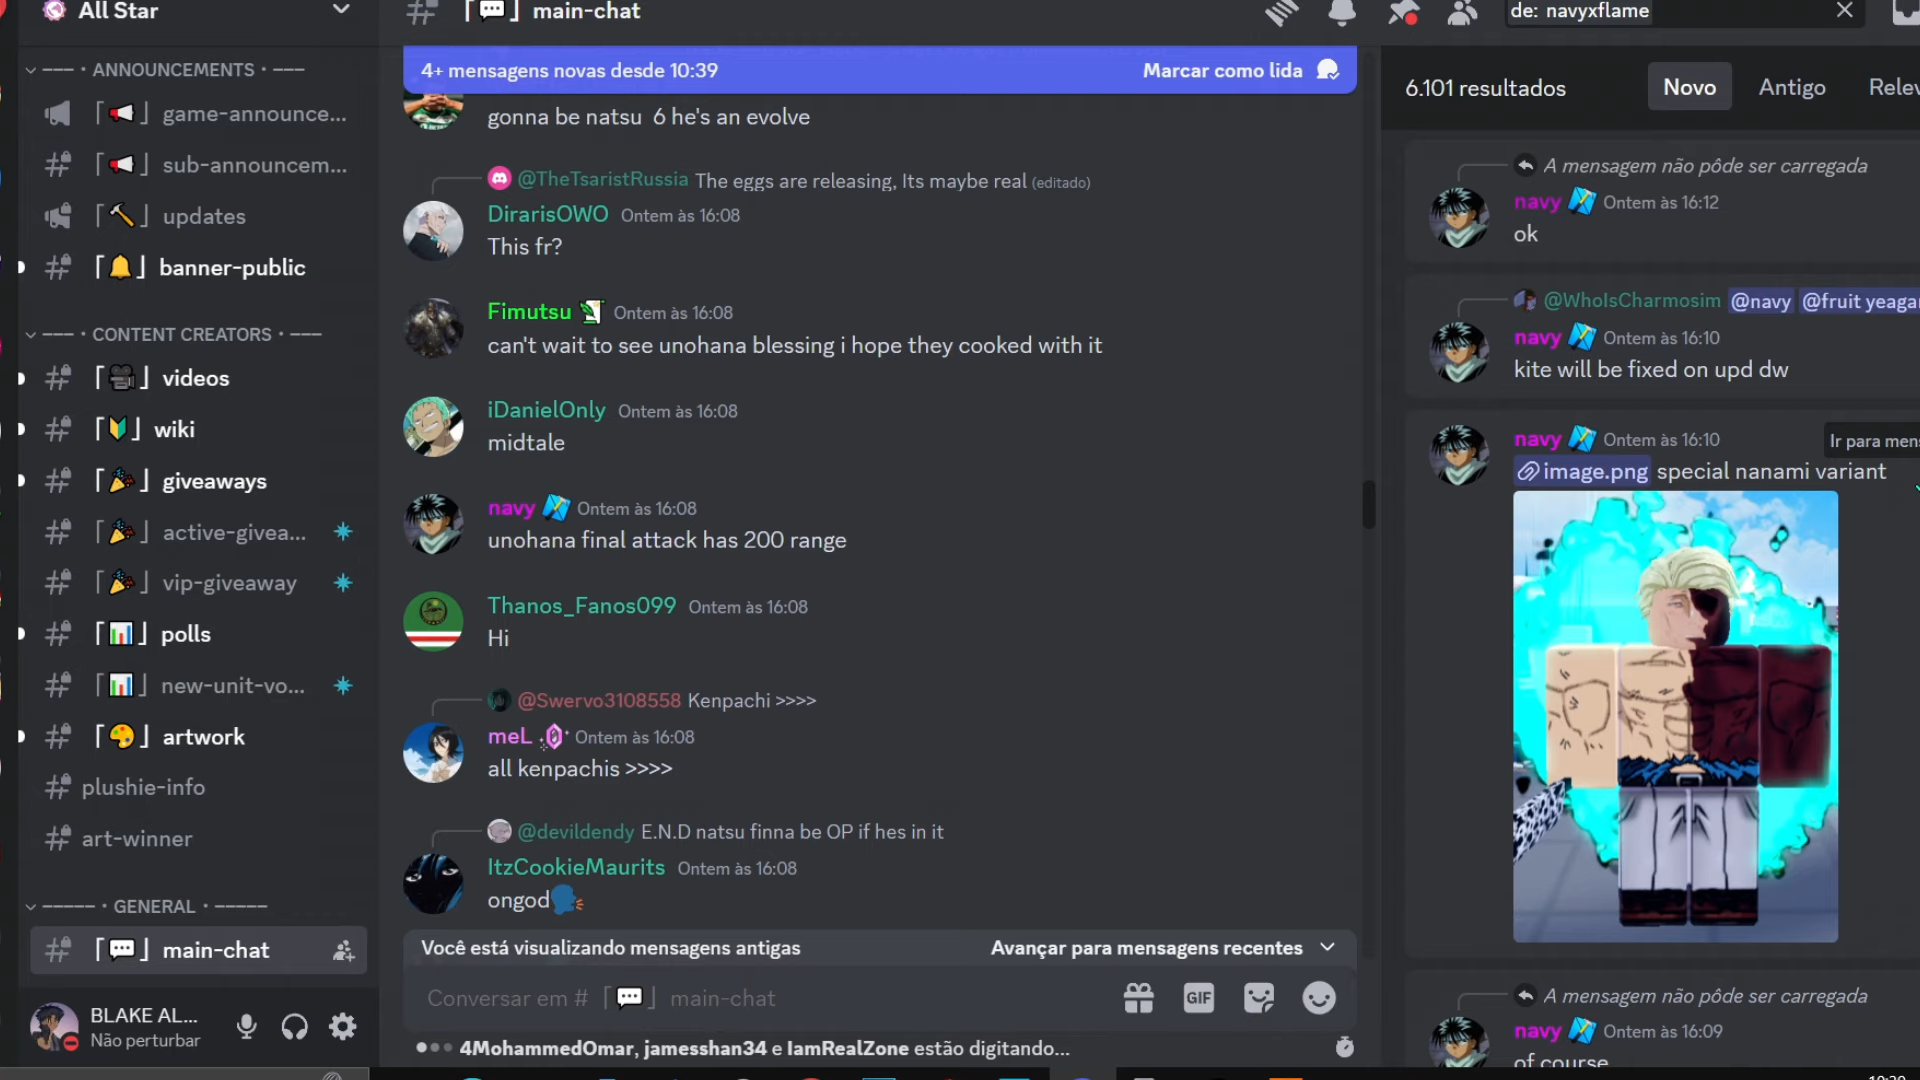 All Star
ANNOUNCEMENTS
game-announce...
sub-announcem...
updates
banner-public
CONTENT CREATORS
videos
wiki
giveaways
active-givea...
vip-giveaway
polls
new-unit-vo...
artwork
plushie-info
art-winner
GENERAL
main-chat
BLAKE AL...
Não perturbar
main-chat
4+ mensagens novas desde 10:39
Marcar como lida
gonna be natsu 6 he's an evolve
@TheTsaristRussia The eggs are releasing, Its maybe real (editado)
DirarisOWO Ontem às 16:08
This fr?
Fimutsu Ontem às 16:08
can't wait to see unohana blessing i hope they cooked with it
iDanielOnly Ontem às 16:08
midtale
navy Ontem às 16:08
unohana final attack has 200 range
Thanos_Fanos099 Ontem às 16:08
Hi
@Swervo3108558 Kenpachi >>>>
meL Ontem às 16:08
all kenpachis >>>>
@devildendy E.N.D natsu finna be OP if hes in it
ItzCookieMaurits Ontem às 16:08
ongod
Você está visualizando mensagens antigas
Avançar para mensagens recentes
Conversar em # 「 」 main-chat
GIF
4MohammedOmar, jamesshan34 e IamRealZone estão digitando...
de: navyxflame
6.101 resultados
Novo
Antigo
Relev
A mensagem não pôde ser carregada
navy Ontem às 16:12
ok
@WhoIsCharmosim @navy @fruit yeagar
navy Ontem às 16:10
kite will be fixed on upd dw
navy Ontem às 16:10
Ir para mens
image.png special nanami variant
A mensagem não pôde ser carregada
navy Ontem às 16:09
of course